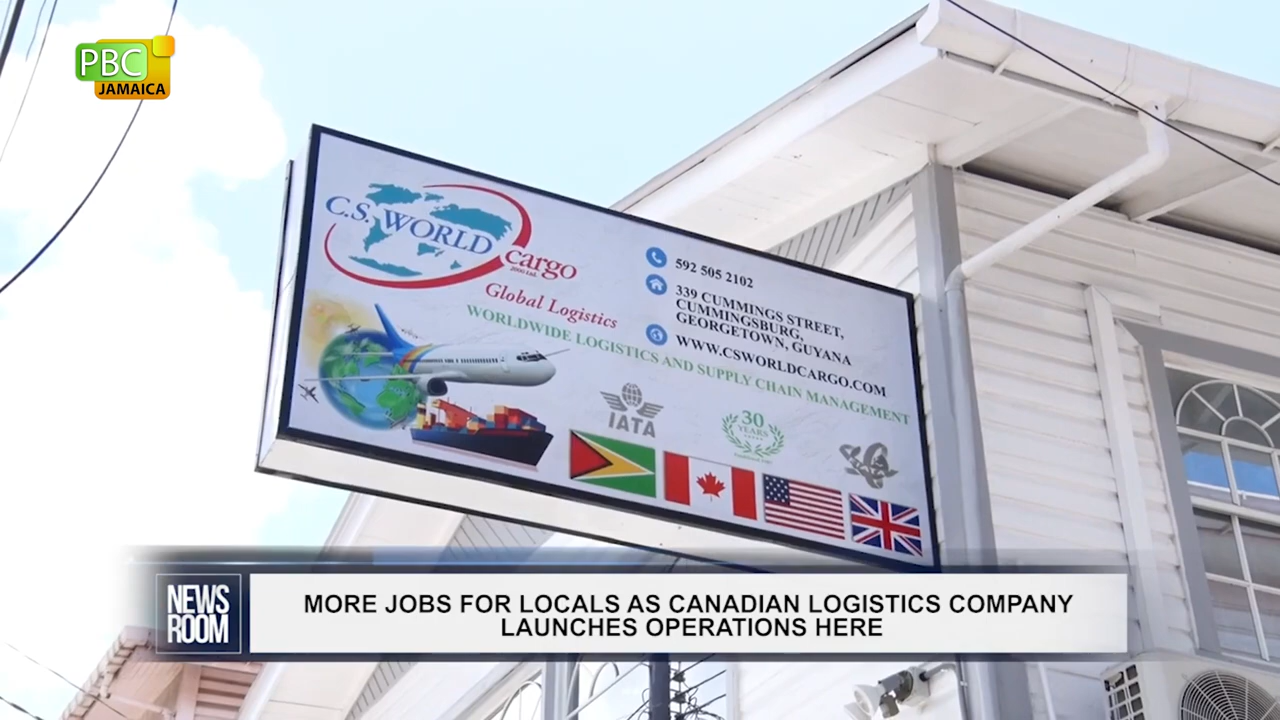 PBC
JAMAICA
C.S. WORLD
cargo
2000 Ltd.
Global Logistics
WORLDWIDE LOGISTICS AND SUPPLY CHAIN MANAGEMENT
592 505 2102
339 CUMMINGS STREET,
CUMMINGSBURG,
GEORGETOWN, GUYANA
WWW.CSWORLDCARGO.COM
IATA
30
YEARS
NEWS
ROOM
MORE JOBS FOR LOCALS AS CANADIAN LOGISTICS COMPANY
LAUNCHES OPERATIONS HERE